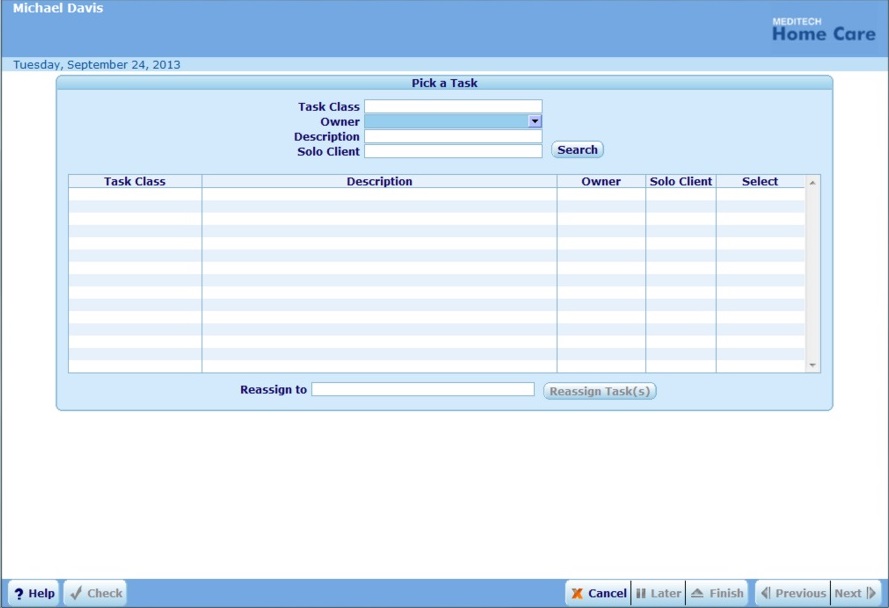 Michael Davis
MEDITECH
Home Care
Tuesday, September 24, 2013
Pick a Task
Task Class
Owner
Description
Solo Client
Search
Task Class Description Owner Solo Client Select
Reassign to Reassign Task(s)
? Help Check Cancel Later Finish Previous Next